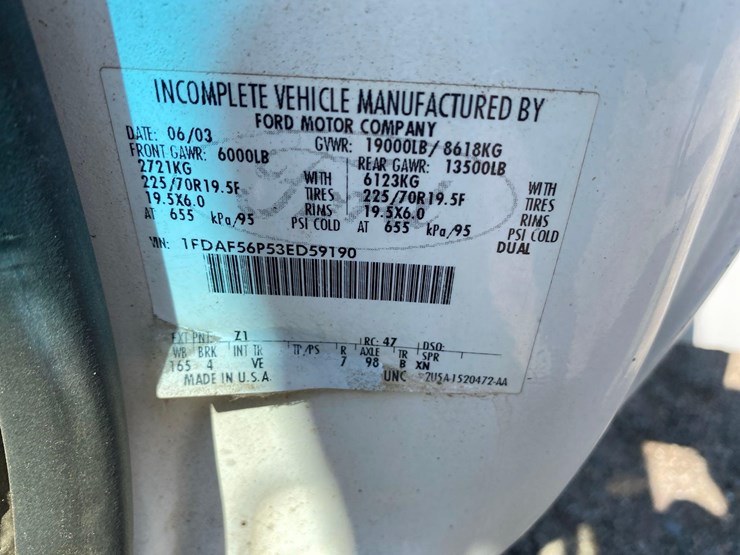 INCOMPLETE VEHICLE MANUFACTURED BY
FORD MOTOR COMPANY
DATE: 06/03 GVWR: 19000LB/8618KG
FRONT GAWR: 6000LB REAR GAWR: 13500LB
2721KG WITH 6123KG WITH
225/70R19.5F TIRES 225/70R19.5F TIRES
19.5X6.0 RIMS 19.5X6.0 RIMS
AT 655 kPa/95 PSI COLD AT 655 kPa/95 PSI COLD
DUAL
VIN: 1FDAF56P53ED59190
EXT PNT: Z1 RC: 47 DSO:
WB BRK INT TR TP/PS R AXLE TR SPR
165 4 VE 7 98 B XN
MADE IN U.S.A. UNC 2U5A-1520472-AA